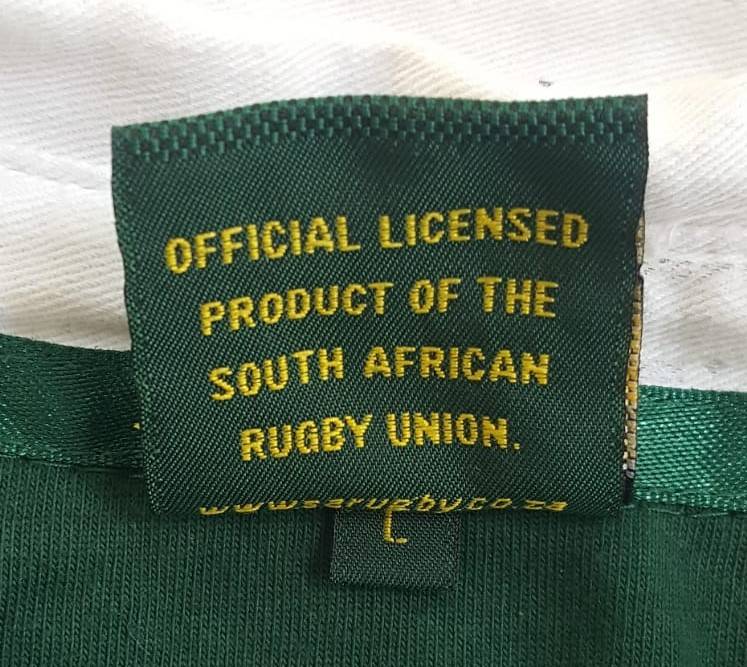 OFFICIAL LICENSED
PRODUCT OF THE
SOUTH AFRICAN
RUGBY UNION.
www.sarugby.co.za
L